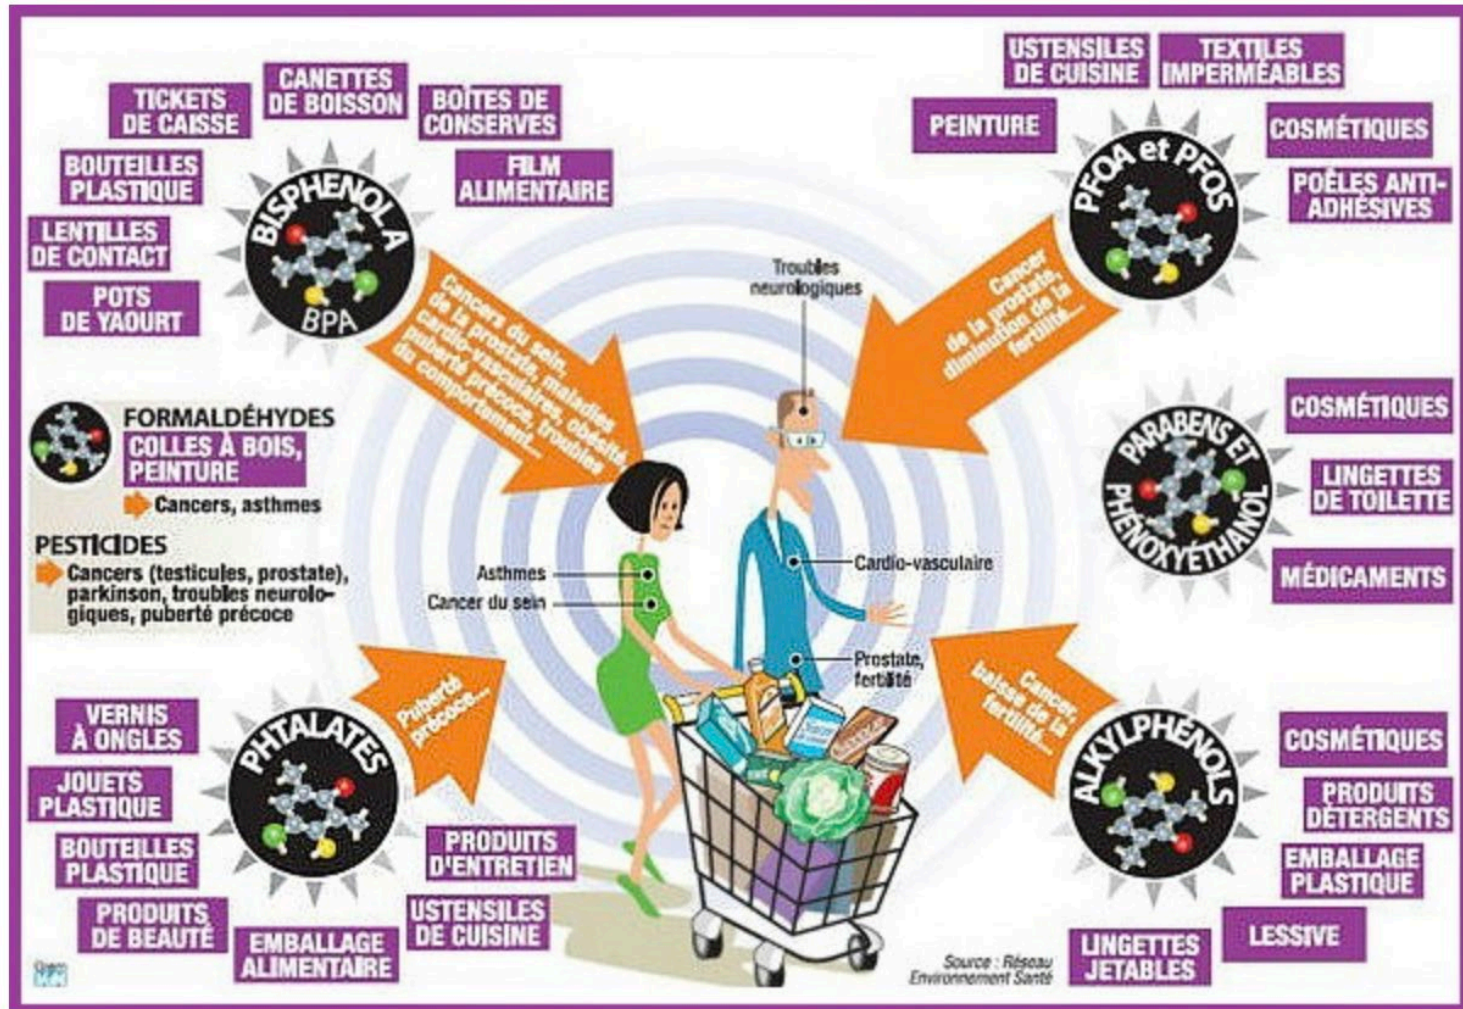 CANETTES
DE BOISSON
TICKETS
DE CAISSE
BOÎTES DE
CONSERVES
BOUTEILLES
PLASTIQUE
FILM
ALIMENTAIRE
LENTILLES
DE CONTACT
POTS
DE YAOURT
BISPHENOL A
BPA
Cancers du sein,
de la prostate, maladies
cardio-vasculaires, obésité,
puberté précoce, troubles
du comportement...
USTENSILES
DE CUISINE
TEXTILES
IMPERMÉABLES
PEINTURE
COSMÉTIQUES
POÊLES ANTI-
ADHÉSIVES
PFOA et PFOS
Cancer
de la prostate,
diminution de la
fertilité...
Troubles
neurologiques
FORMALDÉHYDES
COLLES À BOIS,
PEINTURE
Cancers, asthmes
PESTICIDES
Cancers (testicules, prostate),
parkinson, troubles neurolo-
giques, puberté précoce
Asthmes
Cancer du sein
Cardio-vasculaire
Prostate,
fertilité
PARABENS ET
PHÉNOXYÉTHANOL
COSMÉTIQUES
LINGETTES
DE TOILETTE
MÉDICAMENTS
VERNIS
À ONGLES
JOUETS
PLASTIQUE
BOUTEILLES
PLASTIQUE
PRODUITS
DE BEAUTÉ
EMBALLAGE
ALIMENTAIRE
PRODUITS
D'ENTRETIEN
USTENSILES
DE CUISINE
PHTALATES
Puberté
précoce...
ALKYLPHÉNOLS
Cancer,
baisse de la
fertilité...
COSMÉTIQUES
PRODUITS
DÉTERGENTS
EMBALLAGE
PLASTIQUE
LESSIVE
LINGETTES
JETABLES
Source : Réseau
Environnement Santé